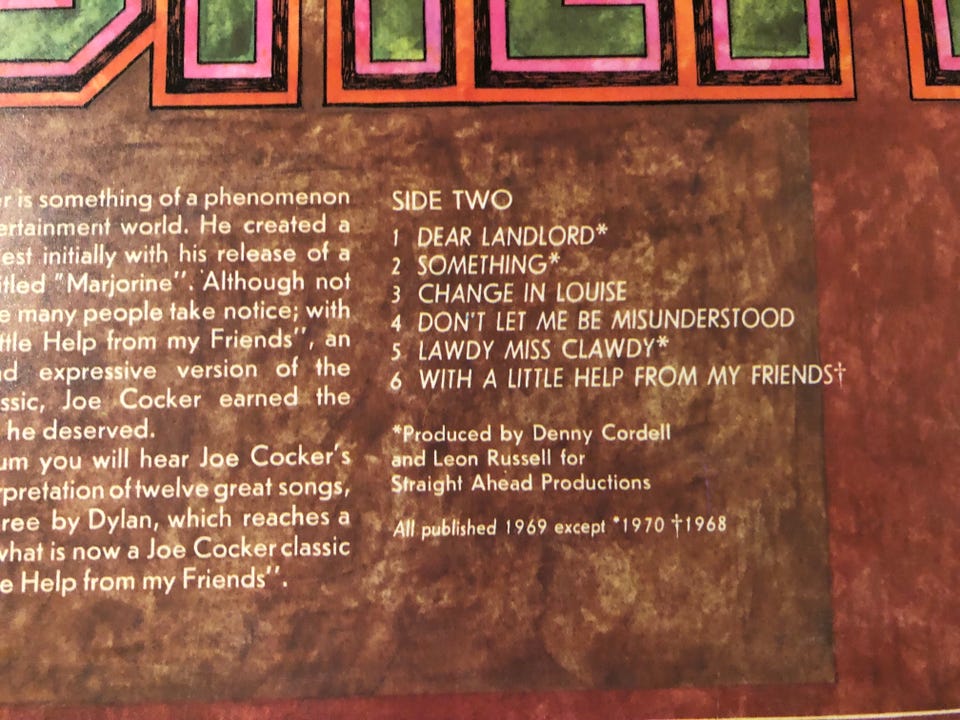 er is something of a phenomenon
ertainment world. He created a
est initially with his release of a
itled "Marjorine". Although not
e many people take notice; with
ttle Help from my Friends", an
nd expressive version of the
ssic, Joe Cocker earned the
he deserved.
um you will hear Joe Cocker's
rpretation of twelve great songs,
hree by Dylan, which reaches a
what is now a Joe Cocker classic
e Help from my Friends".
SIDE TWO
1 DEAR LANDLORD*
2 SOMETHING*
3 CHANGE IN LOUISE
4 DON'T LET ME BE MISUNDERSTOOD
5 LAWDY MISS CLAWDY*
6 WITH A LITTLE HELP FROM MY FRIENDS†
*Produced by Denny Cordell
and Leon Russell for
Straight Ahead Productions
All published 1969 except *1970 †1968